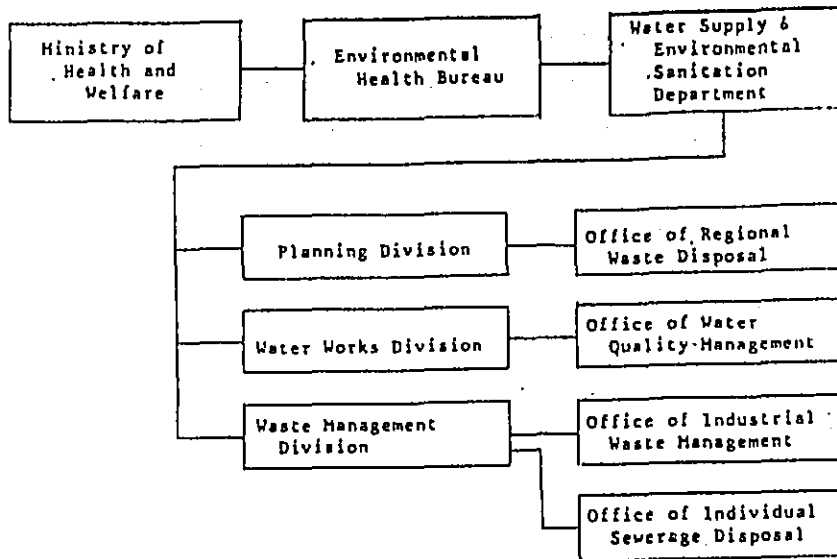 Ministry of
Health and
Welfare
Environmental
Health Bureau
Water Supply &
Environmental
Sanitation
Department
Planning Division
Office of Regional
Waste Disposal
Water Works Division
Office of Water
Quality-Management
Waste Management
Division
Office of Industrial
Waste Management
Office of Individual
Sewerage Disposal